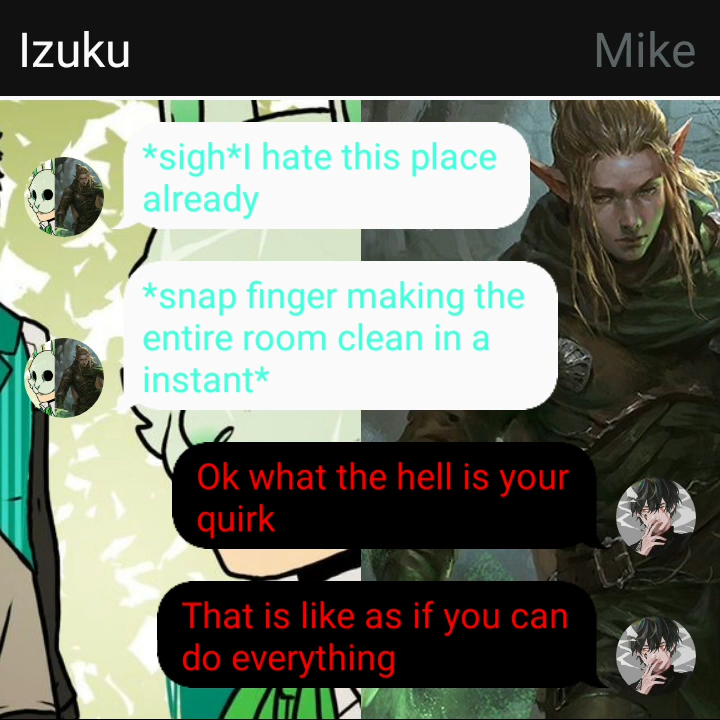 Izuku
Mike
*sigh*I hate this place
already
*snap finger making the
entire room clean in a
instant*
Ok what the hell is your
quirk
That is like as if you can
do everything